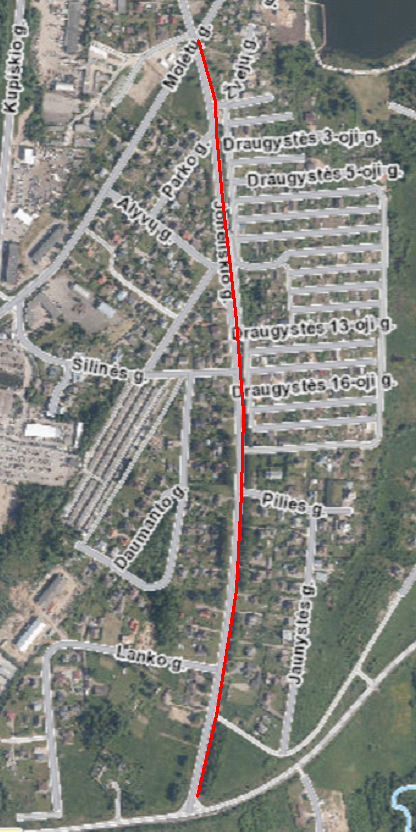 Kupiškio g.
Molėtų g.
Žvejų g.
Draugystės 3-oji g.
Parko g.
Draugystės 5-oji g.
Alyvų g.
Draugystės 13-oji g.
Šilinės g.
Draugystės 16-oji g.
Pilies g.
Daumanto g.
Jaunystės g.
Lanko g.